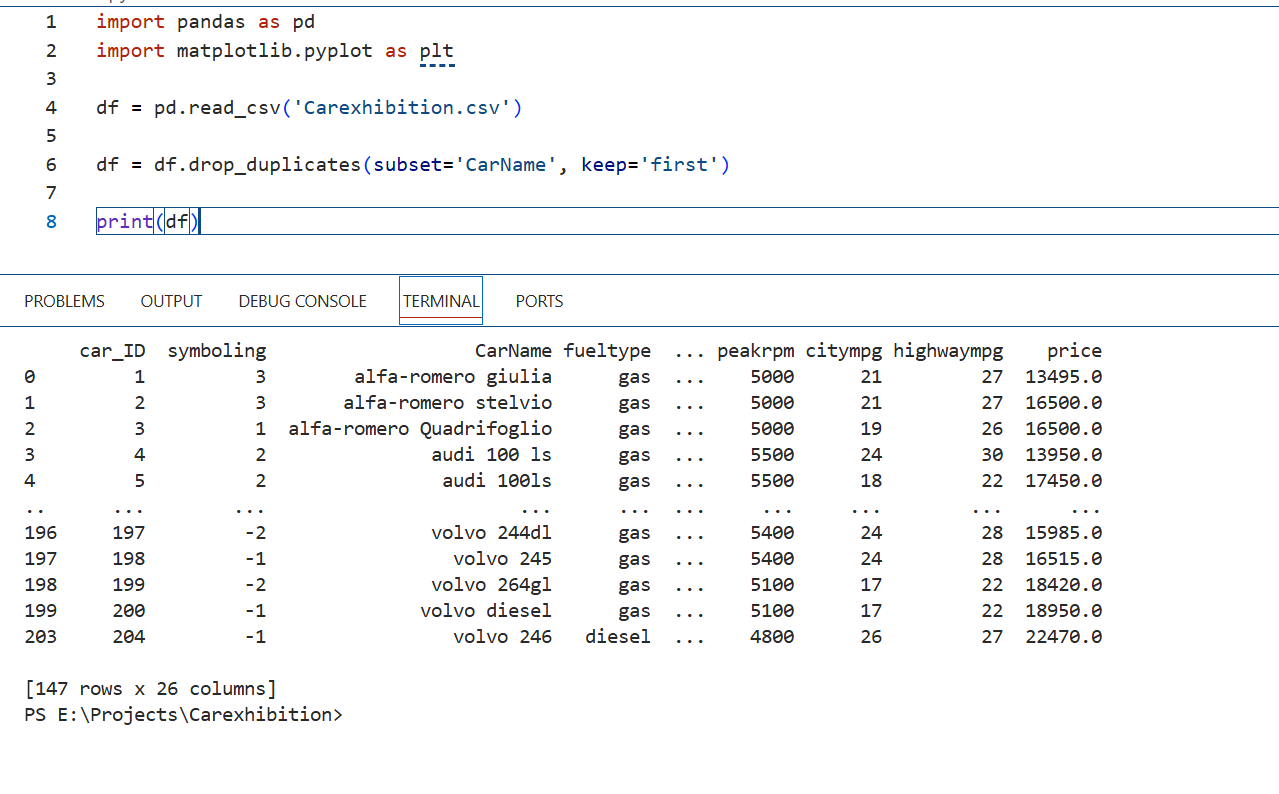 1 import pandas as pd
2 import matplotlib.pyplot as plt
3
4 df = pd.read_csv('Carexhibition.csv')
5
6 df = df.drop_duplicates(subset='CarName', keep='first')
7
8 print(df)
PROBLEMS OUTPUT DEBUG CONSOLE TERMINAL PORTS
car_ID symboling CarName fueltype ... peakrpm citympg highwaympg price
0 1 3 alfa-romero giulia gas ... 5000 21 27 13495.0
1 2 3 alfa-romero stelvio gas ... 5000 21 27 16500.0
2 3 1 alfa-romero Quadrifoglio gas ... 5000 19 26 16500.0
3 4 2 audi 100 ls gas ... 5500 24 30 13950.0
4 5 2 audi 100ls gas ... 5500 18 22 17450.0
.. ... ... ... ... ... ... ... ... ...
196 197 -2 volvo 244dl gas ... 5400 24 28 15985.0
197 198 -1 volvo 245 gas ... 5400 24 28 16515.0
198 199 -2 volvo 264gl gas ... 5100 17 22 18420.0
199 200 -1 volvo diesel gas ... 5100 17 22 18950.0
203 204 -1 volvo 246 diesel ... 4800 26 27 22470.0
[147 rows x 26 columns]
PS E:\Projects\Carexhibition>